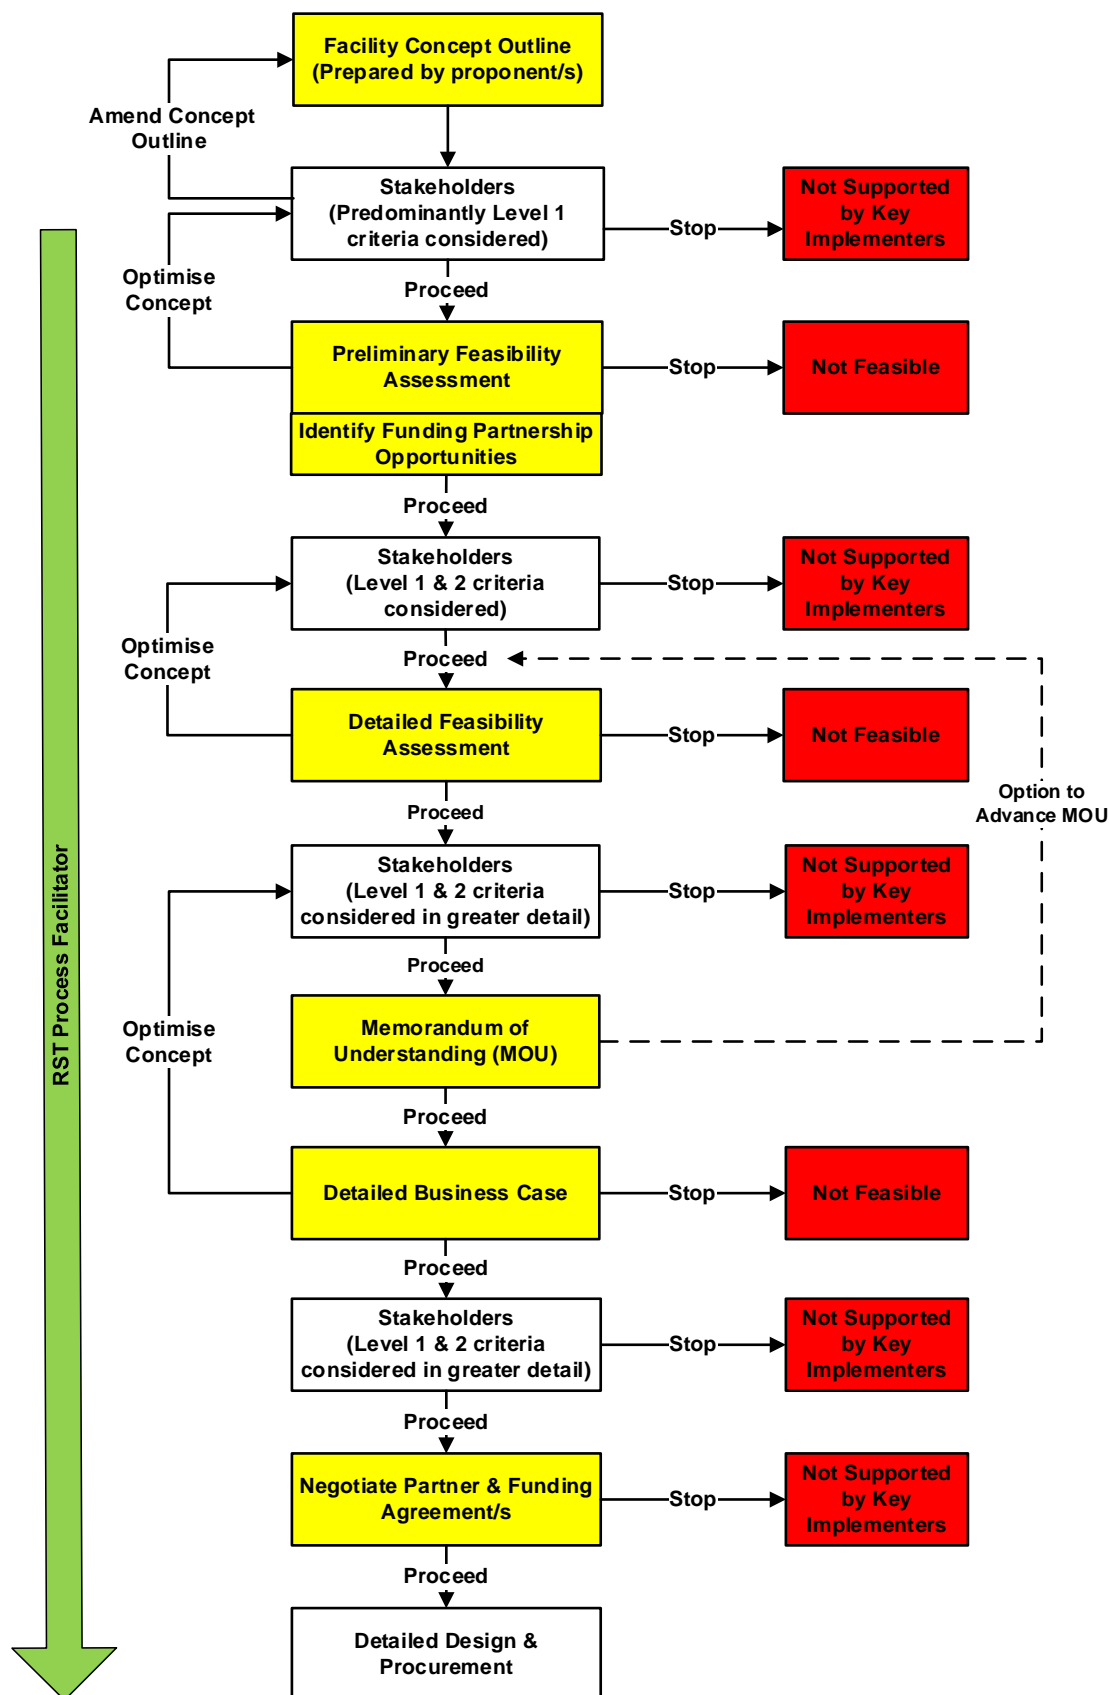 Facility Concept Outline
(Prepared by proponent/s)
Amend Concept
Outline
Stakeholders
(Predominantly Level 1
criteria considered)
Stop
Not Supported
by Key
Implementers
Optimise
Concept
Proceed
Preliminary Feasibility
Assessment
Stop
Not Feasible
Identify Funding Partnership
Opportunities
Proceed
Stakeholders
(Level 1 & 2 criteria
considered)
Stop
Not Supported
by Key
Implementers
Optimise
Concept
Proceed
Detailed Feasibility
Assessment
Stop
Not Feasible
Option to
Advance MOU
Proceed
Stakeholders
(Level 1 & 2 criteria
considered in greater detail)
Stop
Not Supported
by Key
Implementers
Proceed
RST Process Facilitator
Optimise
Concept
Memorandum of
Understanding (MOU)
Proceed
Detailed Business Case
Stop
Not Feasible
Proceed
Stakeholders
(Level 1 & 2 criteria
considered in greater detail)
Stop
Not Supported
by Key
Implementers
Proceed
Negotiate Partner & Funding
Agreement/s
Stop
Not Supported
by Key
Implementers
Proceed
Detailed Design &
Procurement